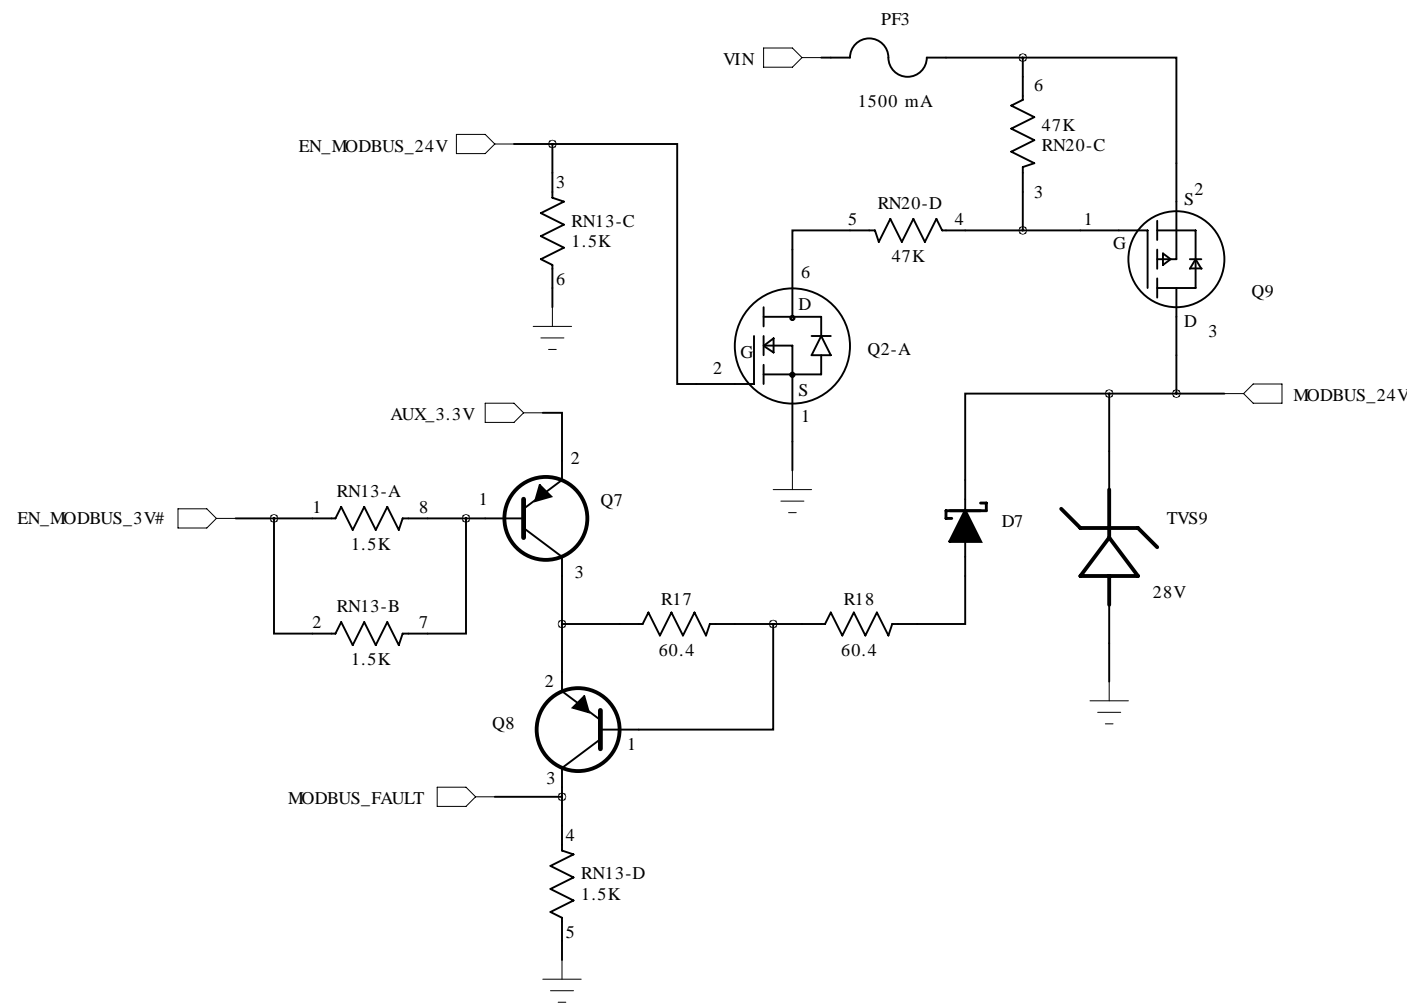 PF3
VIN
1500 mA
6
47K
RN20-C
3
EN_MODBUS_24V
3
RN13-C
1.5K
6
RN20-D
5
4
47K
1
S
2
G
Q9
D
3
6
D
G
Q2-A
2
S
1
MODBUS_24V
AUX_3.3V
2
Q7
EN_MODBUS_3V#
1
RN13-A
8
1
1.5K
3
RN13-B
2
7
1.5K
D7
TVS9
28V
R17
60.4
R18
60.4
2
Q8
1
3
MODBUS_FAULT
4
RN13-D
1.5K
5